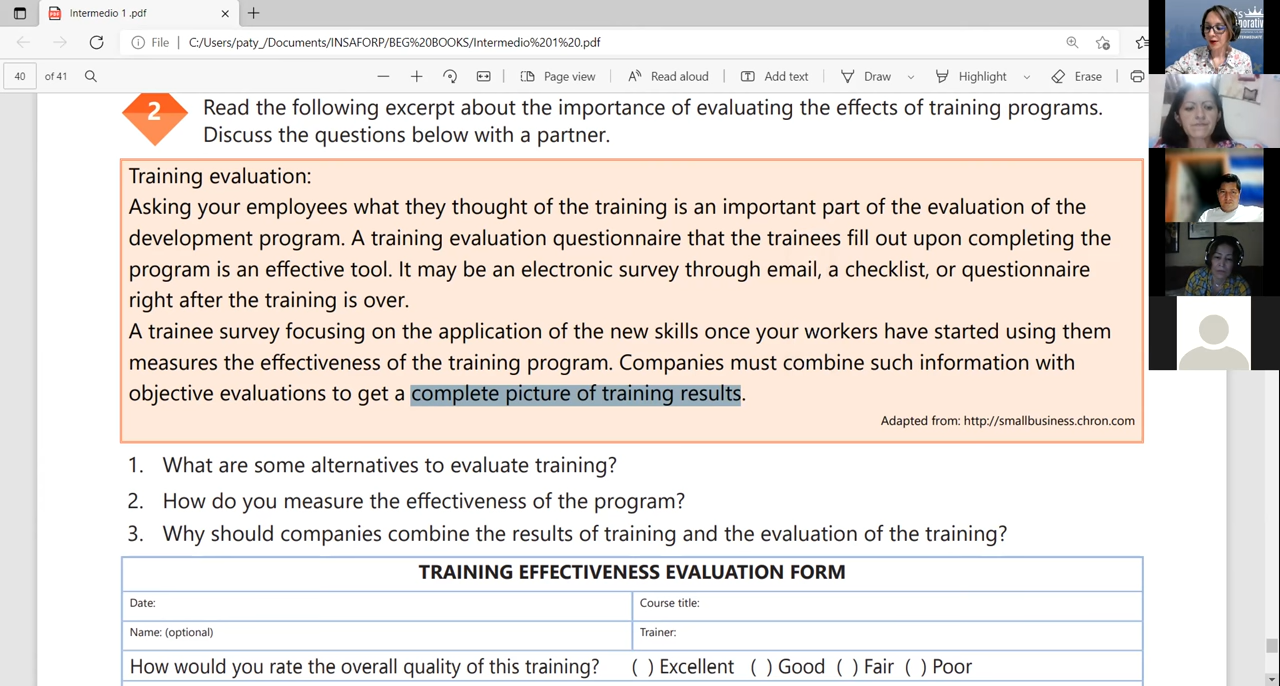 Intermedio 1 .pdf
File
C:/Users/paty_/Documents/INSAFORP/BEG%20BOOKS/Intermedio%201%20.pdf
40 of 41
Page view
Read aloud
Add text
Draw
Highlight
Erase
2
Read the following excerpt about the importance of evaluating the effects of training programs.
Discuss the questions below with a partner.
Training evaluation:
Asking your employees what they thought of the training is an important part of the evaluation of the
development program. A training evaluation questionnaire that the trainees fill out upon completing the
program is an effective tool. It may be an electronic survey through email, a checklist, or questionnaire
right after the training is over.
A trainee survey focusing on the application of the new skills once your workers have started using them
measures the effectiveness of the training program. Companies must combine such information with
objective evaluations to get a complete picture of training results.
Adapted from: http://smallbusiness.chron.com
1. What are some alternatives to evaluate training?
2. How do you measure the effectiveness of the program?
3. Why should companies combine the results of training and the evaluation of the training?
TRAINING EFFECTIVENESS EVALUATION FORM
Date:
Course title:
Name: (optional)
Trainer:
How would you rate the overall quality of this training? ( ) Excellent ( ) Good ( ) Fair ( ) Poor